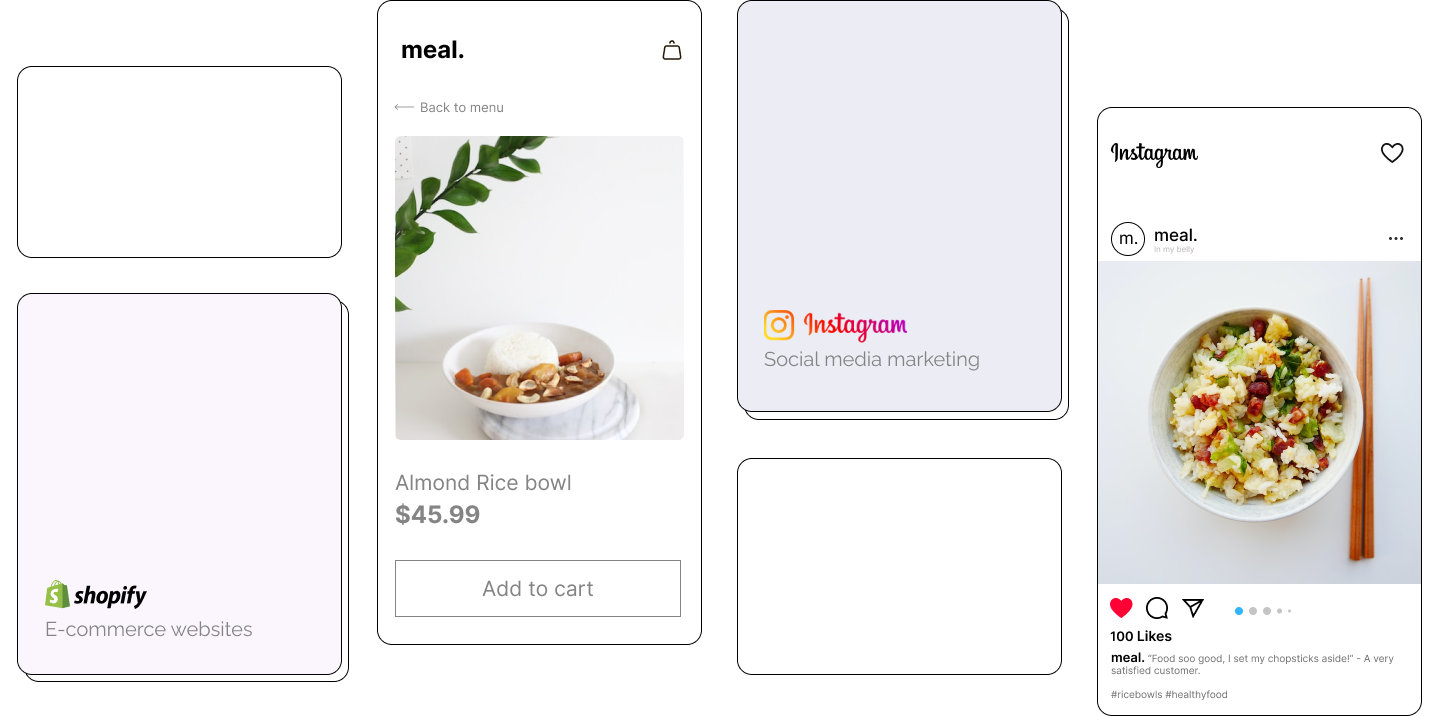 shopify
E-commerce websites
meal.
Back to menu
Almond Rice bowl
$45.99
Add to cart
Instagram
Social media marketing
Instagram
m.
meal.
In my belly
100 Likes
meal. “Food soo good, I set my chopsticks aside!” - A very
satisfied customer.
#ricebowls #healthyfood